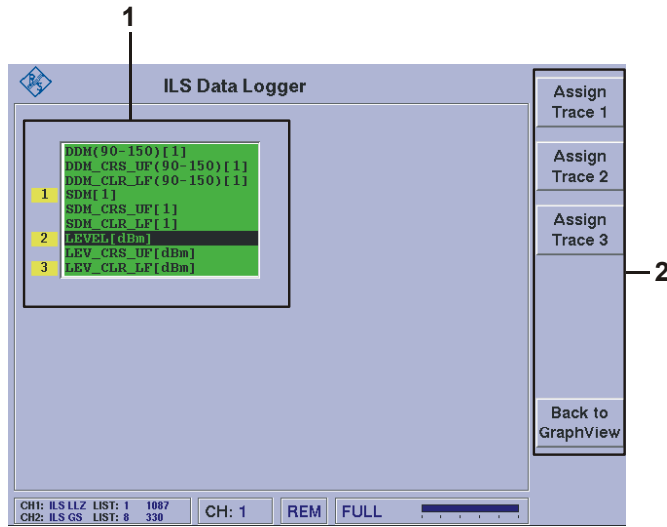 1
R S
ILS Data Logger
DDM(90-150)[1]
DDM_CRS_UF(90-150)[1]
DDM_CLR_LF(90-150)[1]
1 SDM[1]
SDM_CRS_UF[1]
SDM_CLR_LF[1]
2 LEVEL[dBm]
LEV_CRS_UF[dBm]
3 LEV_CLR_LF[dBm]
Assign
Trace 1
Assign
Trace 2
Assign
Trace 3
2
Back to
GraphView
CH1: ILS LLZ LIST: 1 1087
CH2: ILS GS LIST: 8 330
CH: 1
REM
FULL